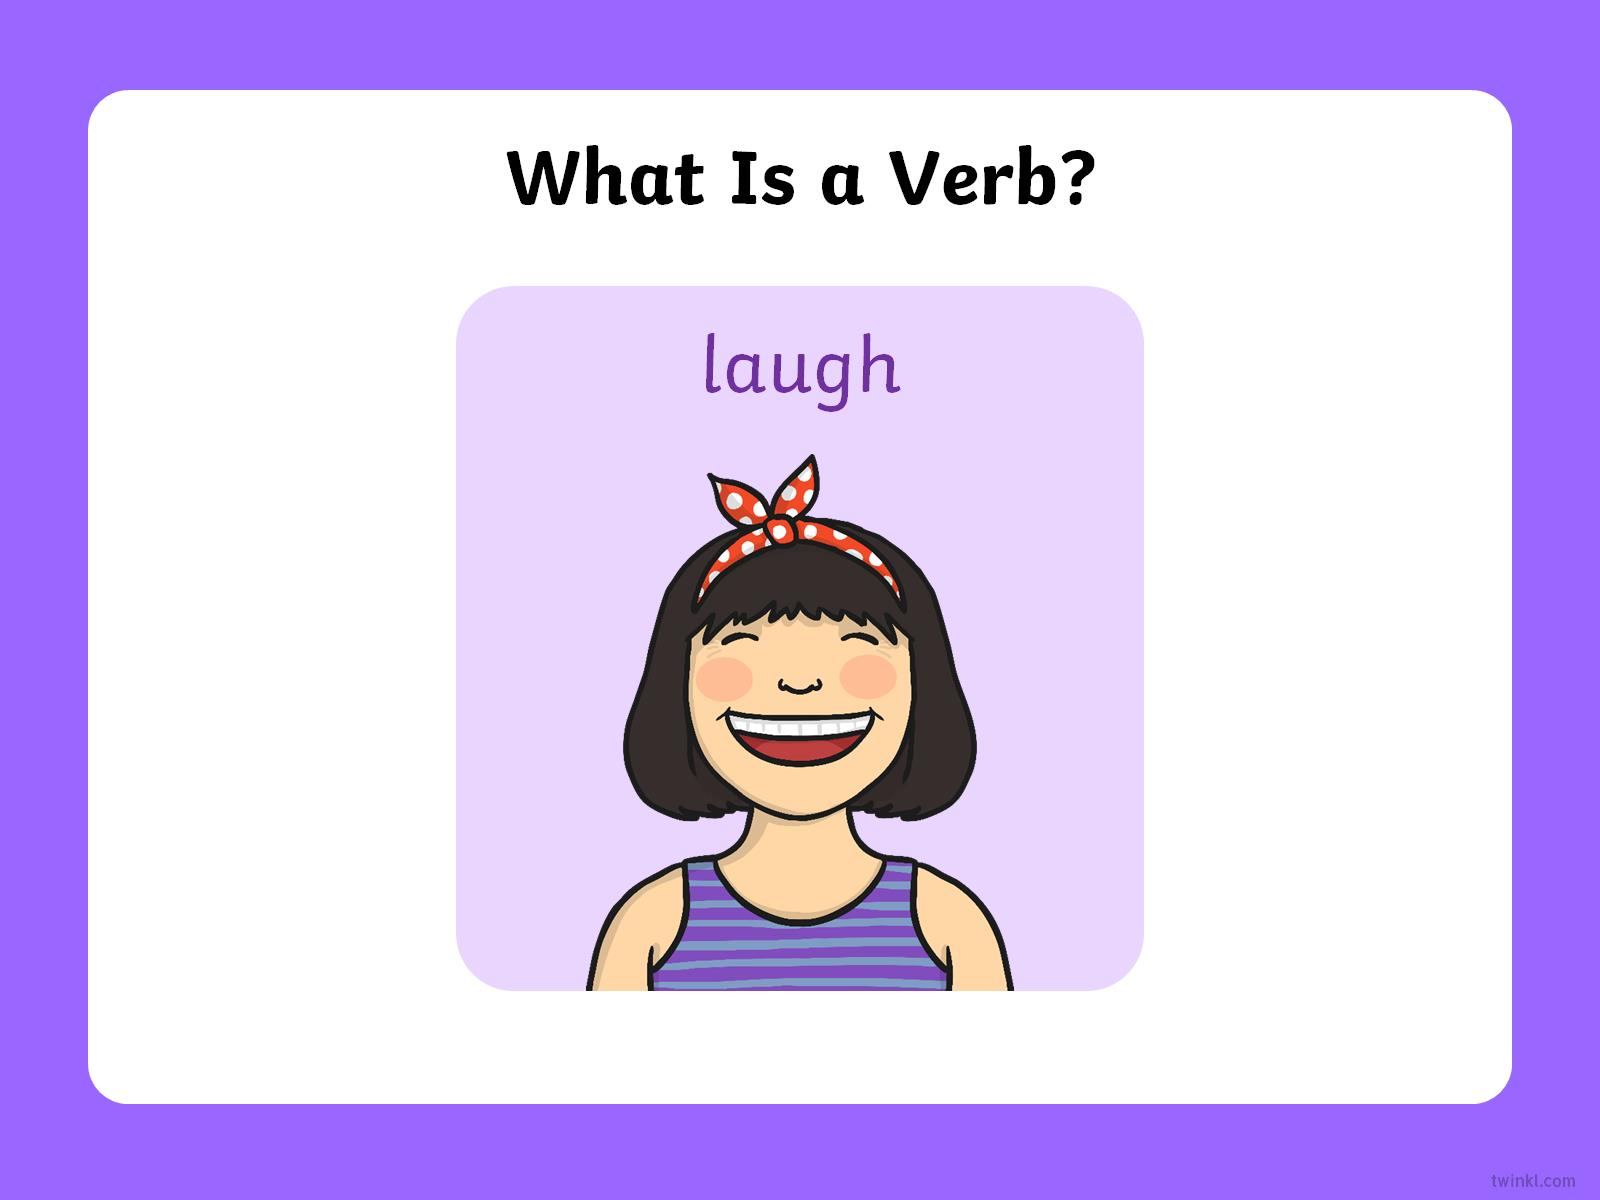 What Is a Verb?
laugh
twinkl.com